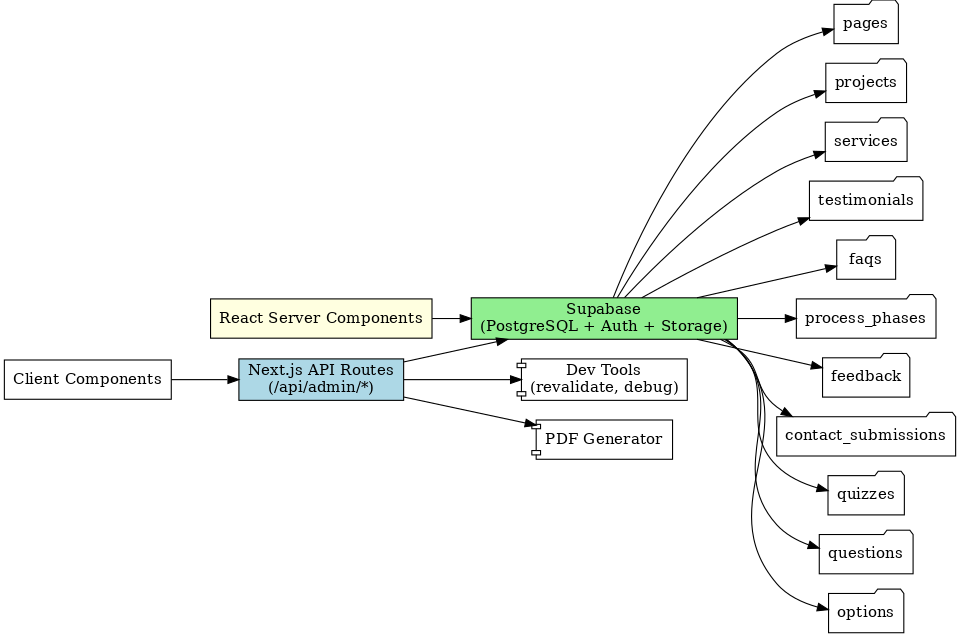 pages
projects
services
testimonials
faqs
React Server Components
Supabase
(PostgreSQL + Auth + Storage)
process_phases
Client Components
Next.js API Routes
(/api/admin/*)
Dev Tools
(revalidate, debug)
feedback
PDF Generator
contact_submissions
quizzes
questions
options